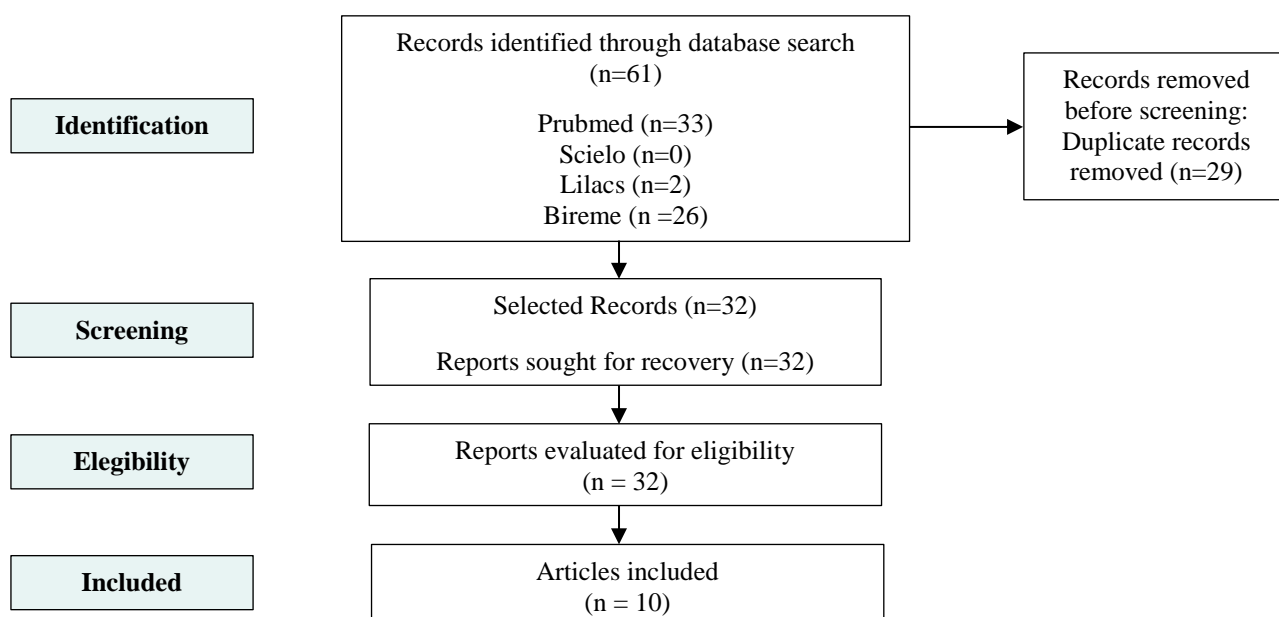 Identification
Records identified through database search
(n=61)
Prubmed (n=33)
Scielo (n=0)
Lilacs (n=2)
Bireme (n =26)
Records removed
before screening:
Duplicate records
removed (n=29)
Screening
Selected Records (n=32)
Reports sought for recovery (n=32)
Elegibility
Reports evaluated for eligibility
(n = 32)
Included
Articles included
(n = 10)